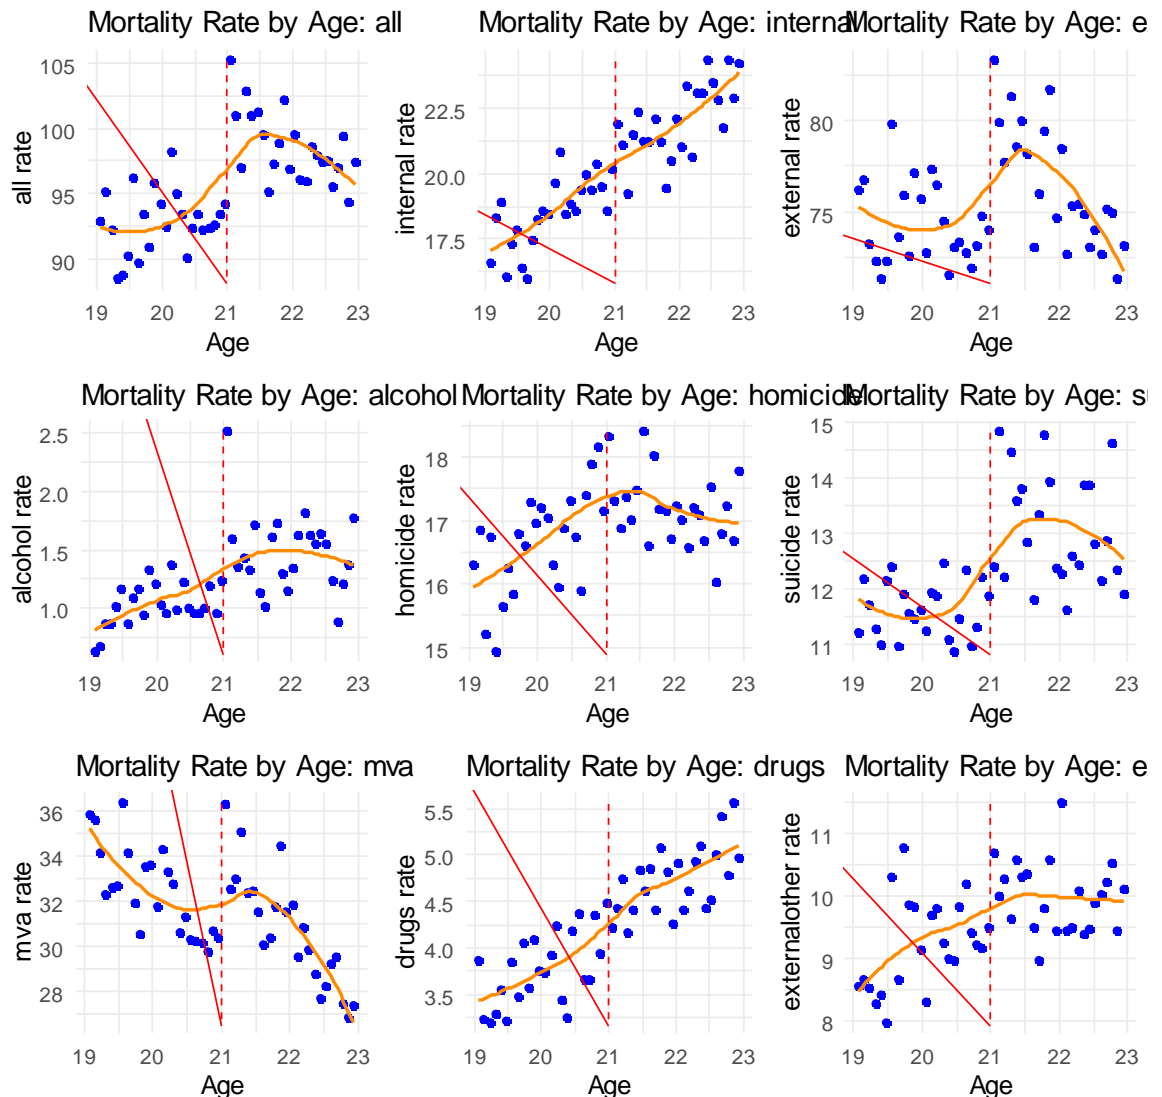 Mortality Rate by Age: all
all rate
105
100
95
90
19 20 21 22 23
Age
Mortality Rate by Age: internal
internal rate
22.5
20.0
17.5
19 20 21 22 23
Age
Mortality Rate by Age: e
external rate
80
75
19 20 21 22 23
Age
Mortality Rate by Age: alcohol
alcohol rate
2.5
2.0
1.5
1.0
19 20 21 22 23
Age
Mortality Rate by Age: homicide
homicide rate
18
17
16
15
19 20 21 22 23
Age
Mortality Rate by Age: su
suicide rate
15
14
13
12
11
19 20 21 22 23
Age
Mortality Rate by Age: mva
mva rate
36
34
32
30
28
19 20 21 22 23
Age
Mortality Rate by Age: drugs
drugs rate
5.5
5.0
4.5
4.0
3.5
19 20 21 22 23
Age
Mortality Rate by Age: e
externalother rate
11
10
9
8
19 20 21 22 23
Age